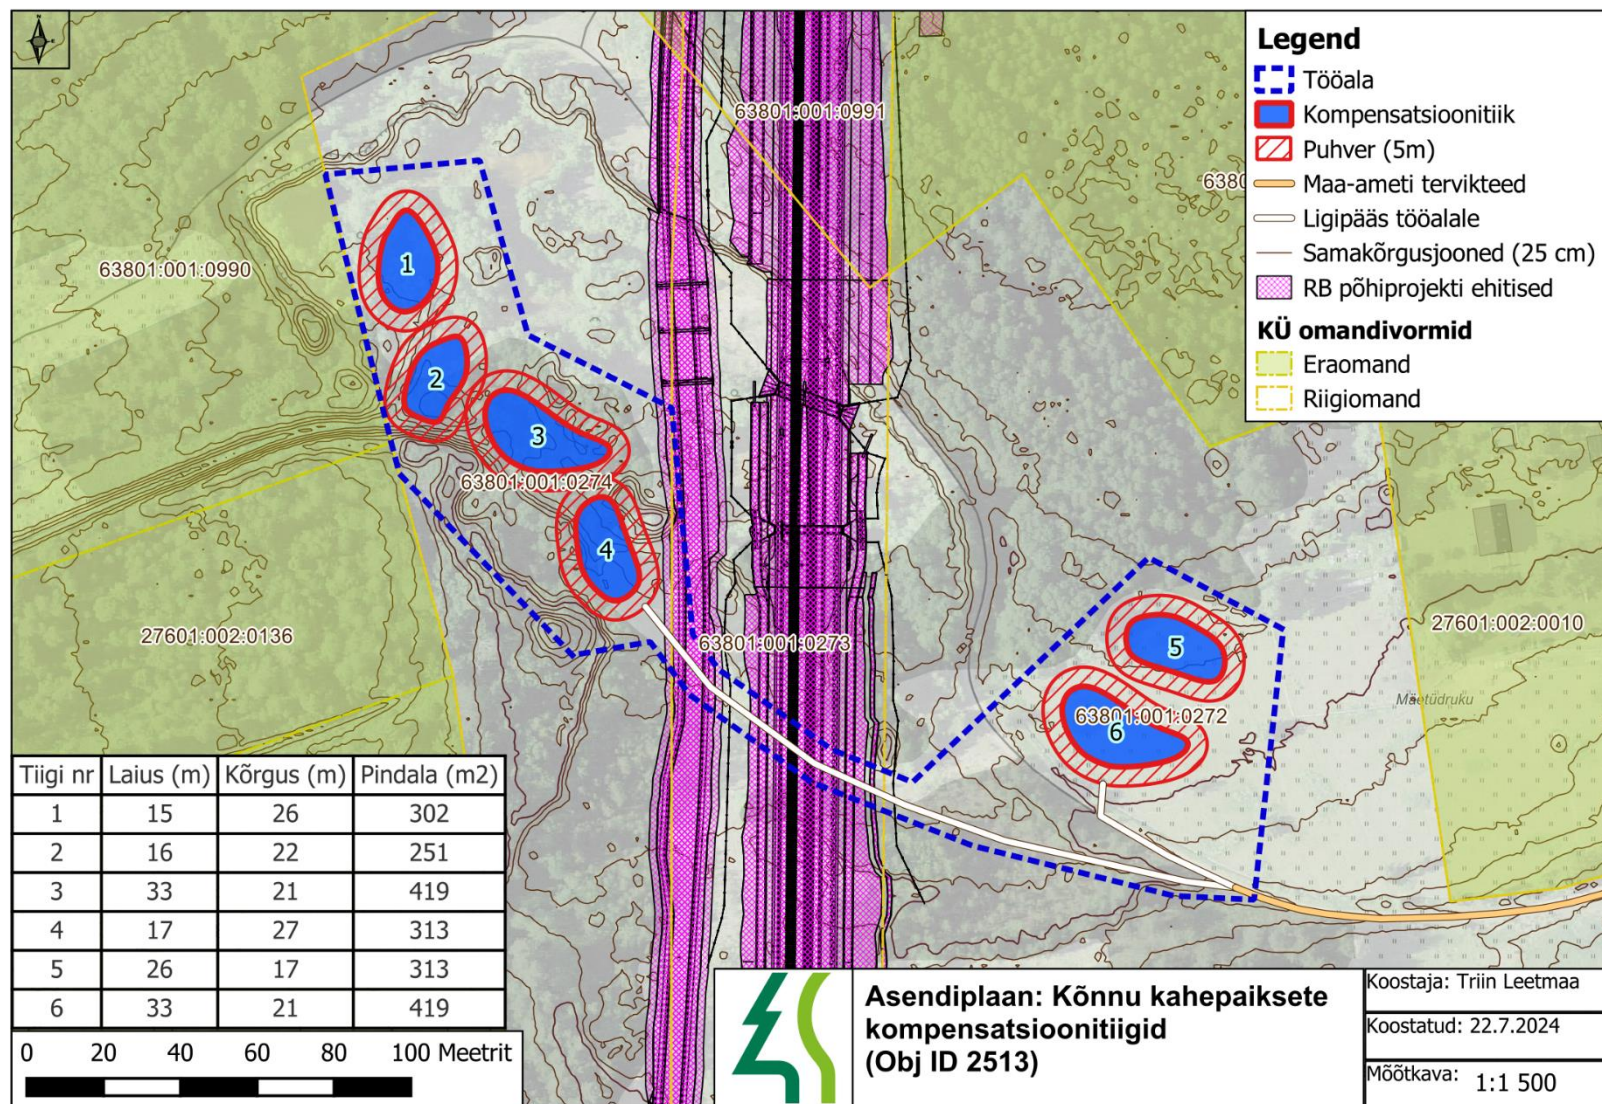 Legend
Tööala
Kompensatsioonitiik
Puhver (5m)
Maa-ameti tervikteed
Ligipääs tööalale
Samakõrgusjooned (25 cm)
RB põhiprojekti ehitised
KÜ omandivormid
Eraomand
Riigiomand
63801:001:0991
6380
63801:001:0990
1
2
3
63801:001:0274
4
27601:002:0136
63801:001:0273
5
27601:002:0010
Mäetüdruku
63801:001:0272
6
Tiigi nr Laius (m) Kõrgus (m) Pindala (m2)
1 15 26 302
2 16 22 251
3 33 21 419
4 17 27 313
5 26 17 313
6 33 21 419
0 20 40 60 80 100 Meetrit
Asendiplaan: Kõnnu kahepaiksete
kompensatsioonitiigid
(Obj ID 2513)
Koostaja: Triin Leetmaa
Koostatud: 22.7.2024
Mõõtkava: 1:1 500